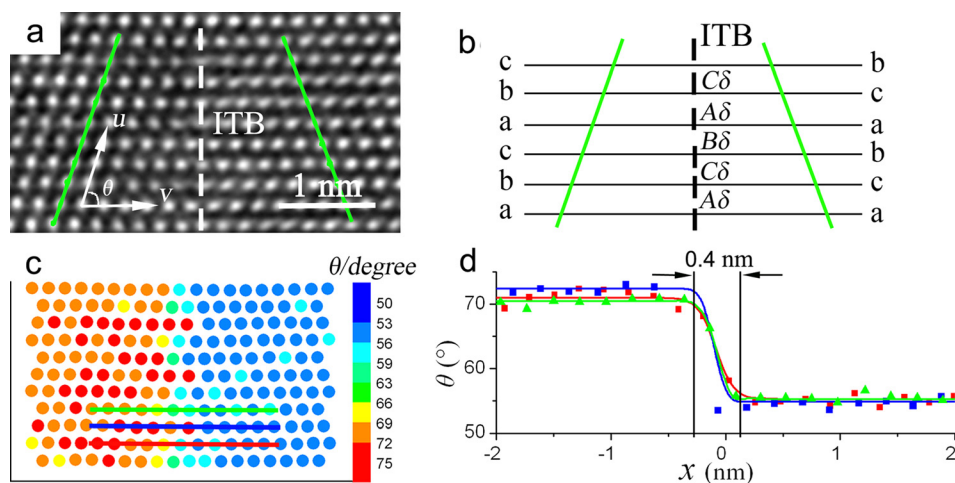 a
u
θ
v
ITB
1 nm
b
ITB
c
b
a
c
b
a
Cδ
Aδ
Bδ
Cδ
Aδ
b
c
a
b
c
a
c
θ/degree
50
53
56
59
63
66
69
72
75
d
0.4 nm
70
60
50
θ (°)
-2
-1
0
1
2
x (nm)